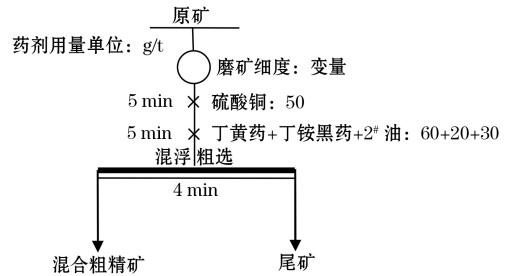 原矿
药剂用量单位：g/t
磨矿细度：变量
5 min 硫酸铜：50
5 min 丁黄药+丁铵黑药+2# 油：60+20+30
混浮粗选
4 min
混合粗精矿 尾矿